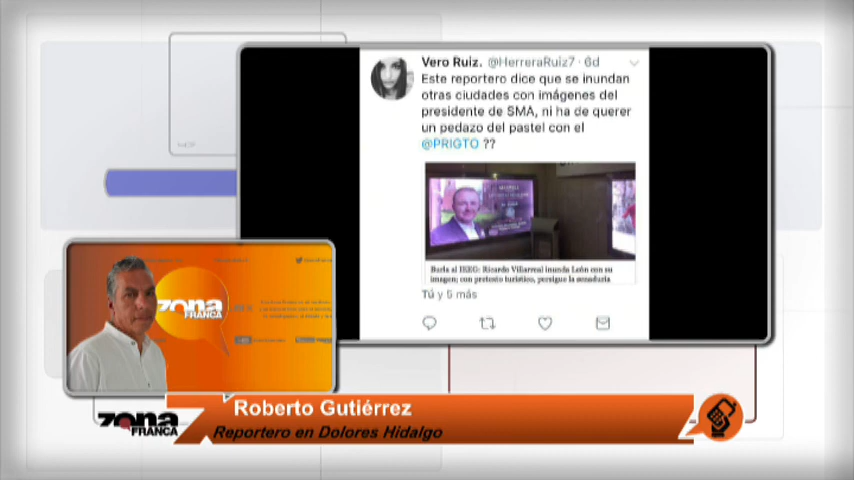 Vero Ruiz. @HerreraRuiz7 · 6d
Este reportero dice que se inundan
otras ciudades con imágenes del
presidente de SMA, ni ha de querer
un pedazo del pastel con el
@PRIGTO ??
Burla al IEEG: Ricardo Villarreal inunda León con su
imagen; con pretexto turístico, persigue la senaduría
Tú y 5 más
zona
FRANCA
Roberto Gutiérrez
Reportero en Dolores Hidalgo
zona
FRANCA